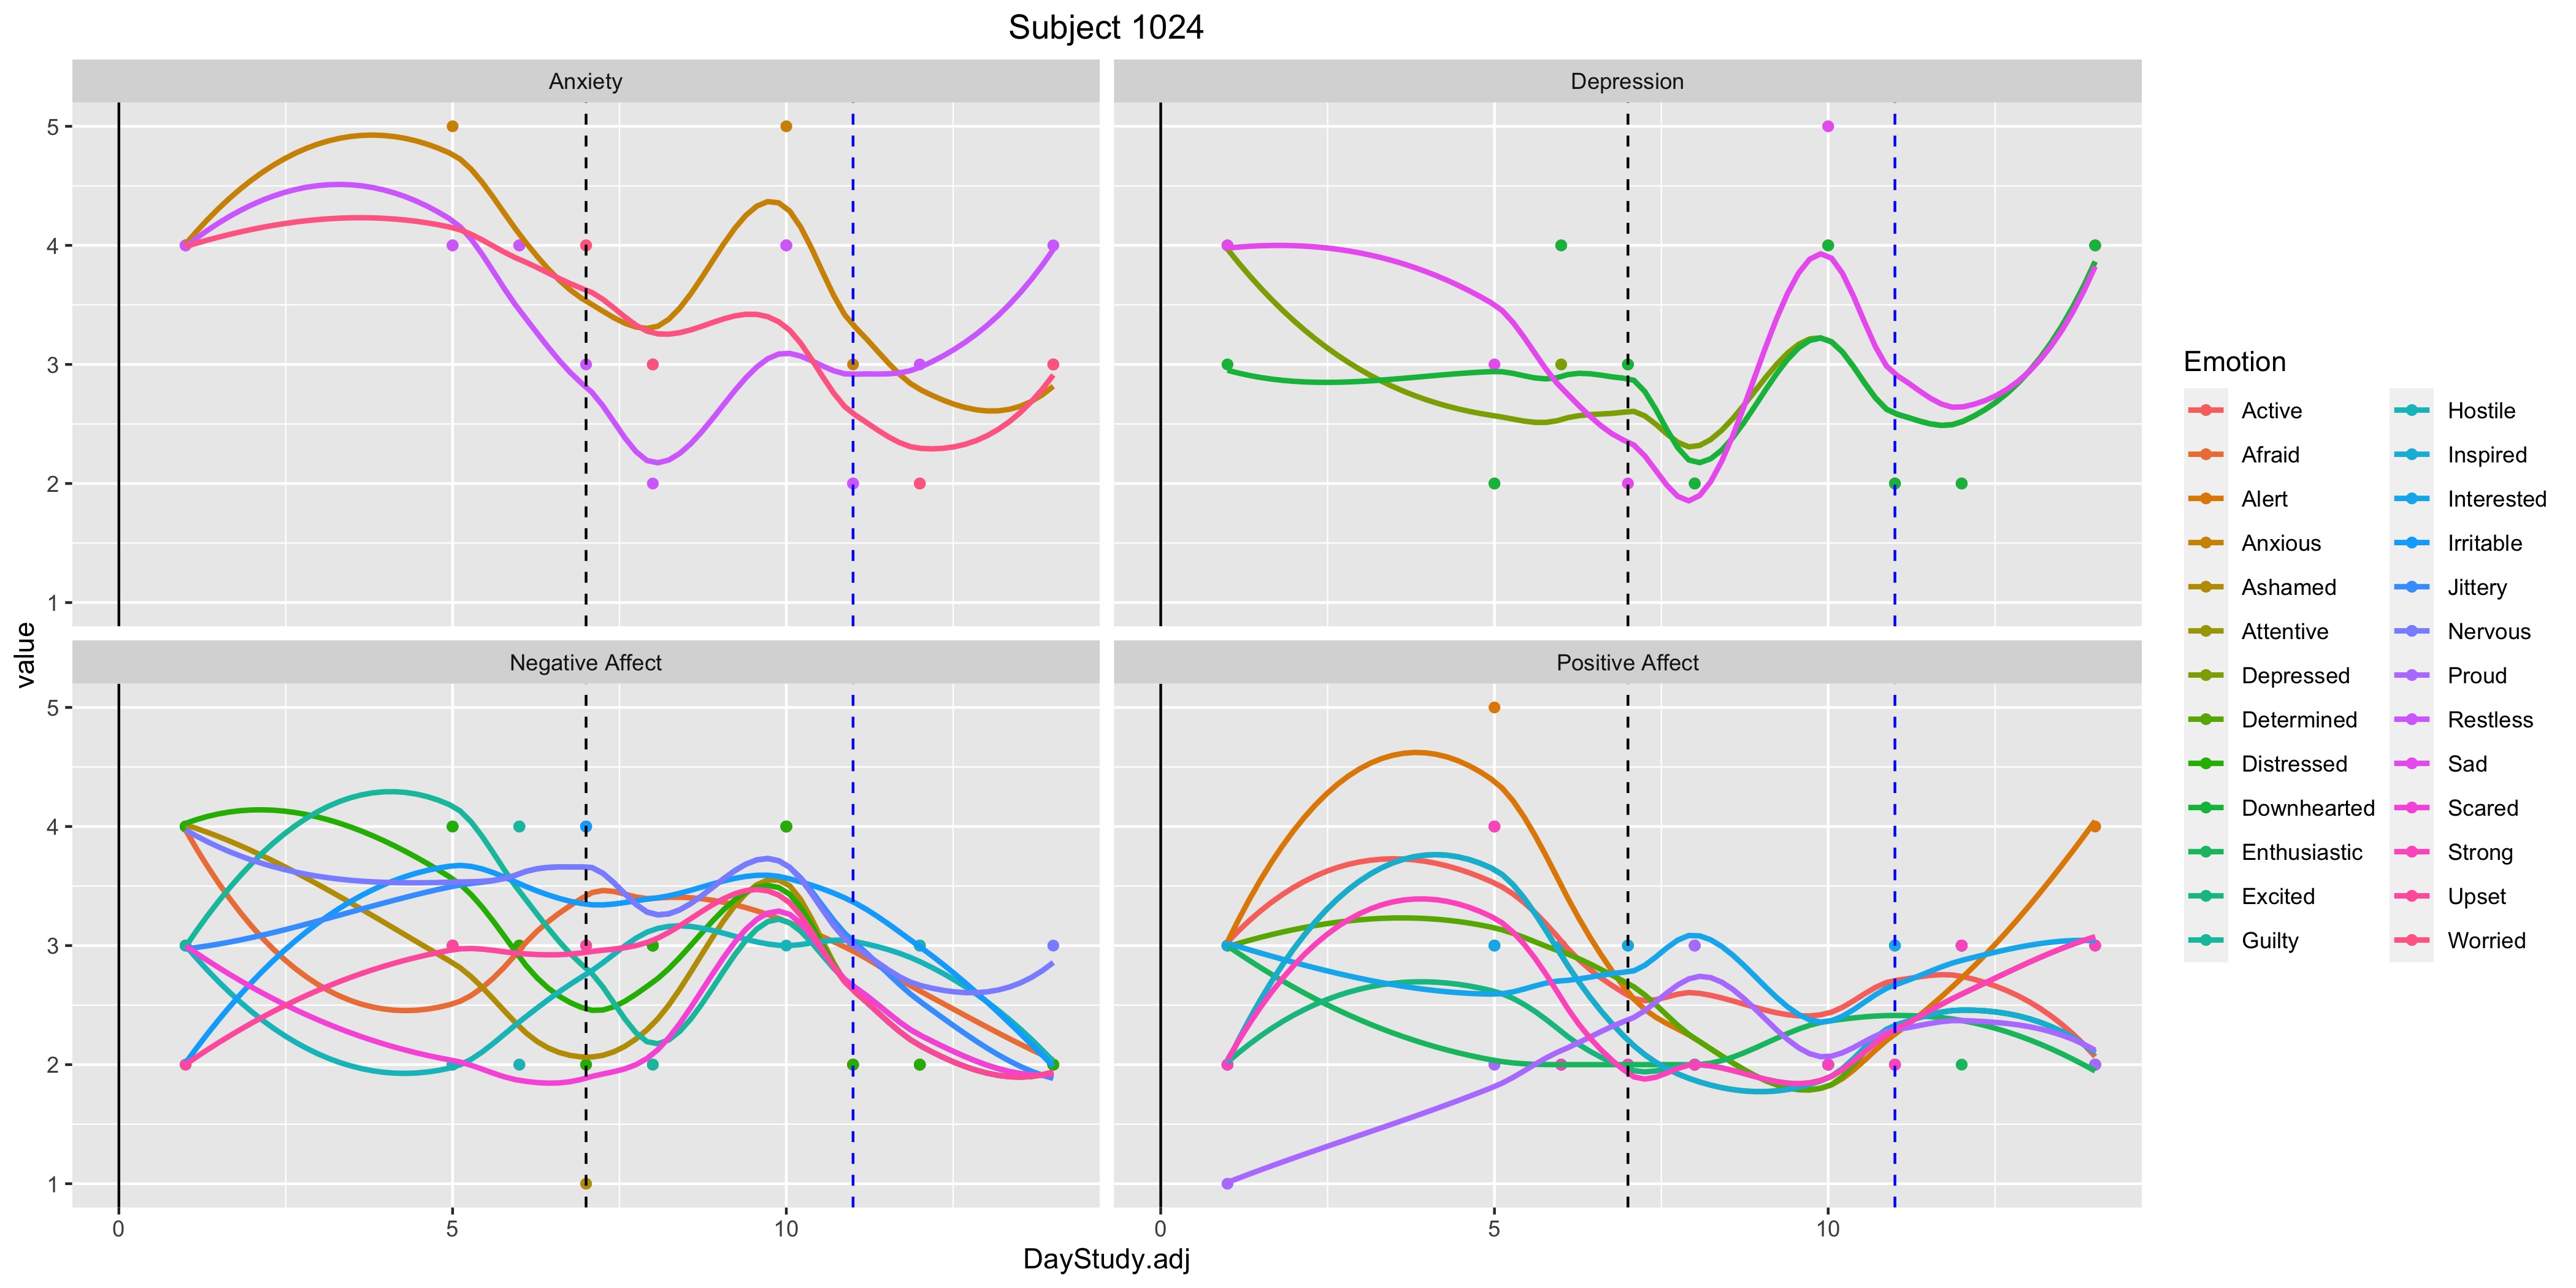 Subject 1024
Anxiety
Depression
5
4
3
2
1
Negative Affect
Positive Affect
5
4
3
2
1
0
5
10
0
5
10
value
DayStudy.adj
Emotion
Active
Afraid
Alert
Anxious
Ashamed
Attentive
Depressed
Determined
Distressed
Downhearted
Enthusiastic
Excited
Guilty
Hostile
Inspired
Interested
Irritable
Jittery
Nervous
Proud
Restless
Sad
Scared
Strong
Upset
Worried